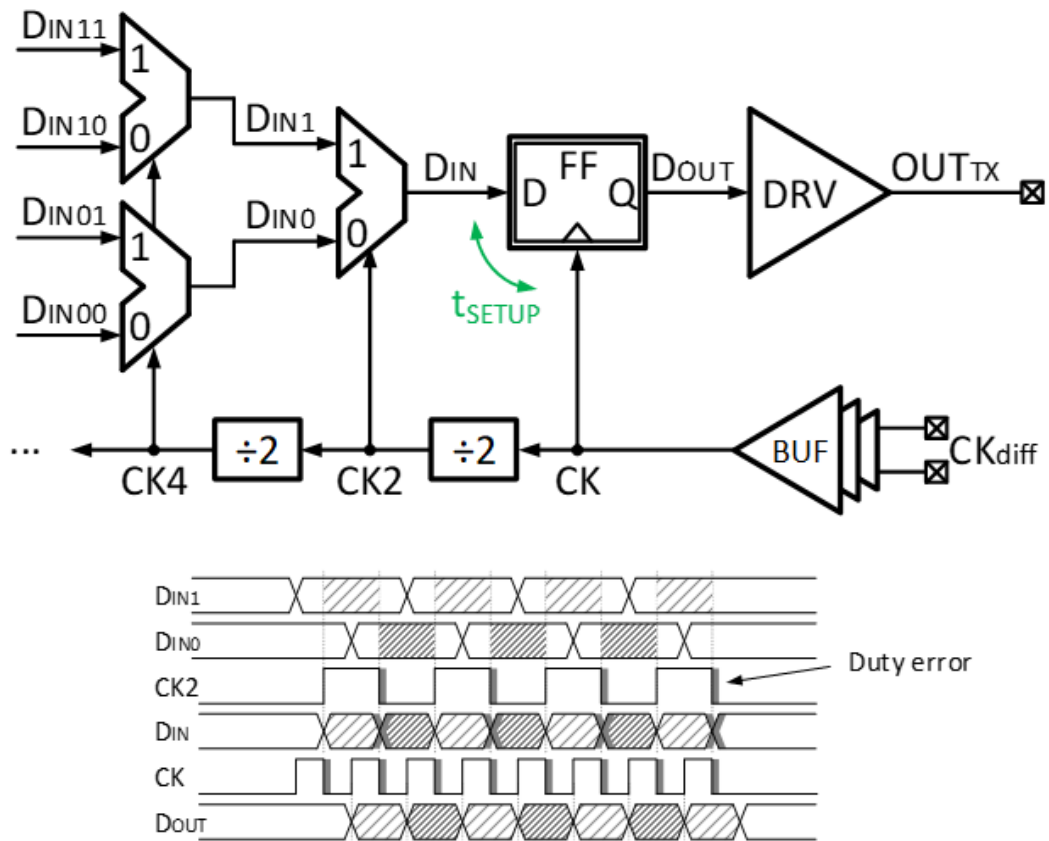 DIN11
1
DIN10
0
DIN1
1
DIN
D FF Q
DOUT
DRV
OUTTX
DIN01
1
DIN0
0
DIN00
0
tSETUP
...
CK4
÷2
CK2
÷2
CK
BUF
CKdiff
DIN1
DIN0
CK2
Duty error
DIN
CK
DOUT